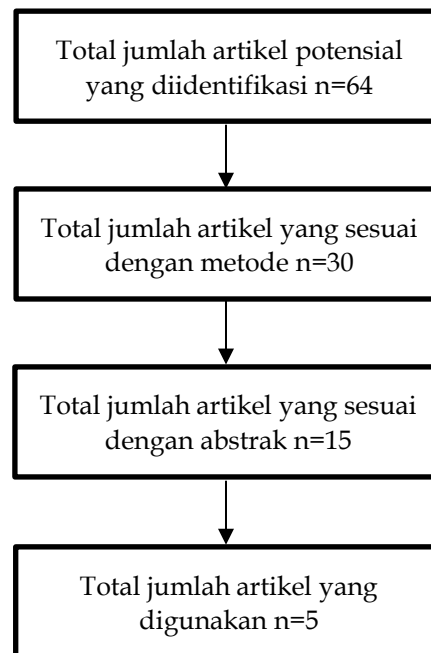 Total jumlah artikel potensial
yang diidentifikasi n=64
Total jumlah artikel yang sesuai
dengan metode n=30
Total jumlah artikel yang sesuai
dengan abstrak n=15
Total jumlah artikel yang
digunakan n=5